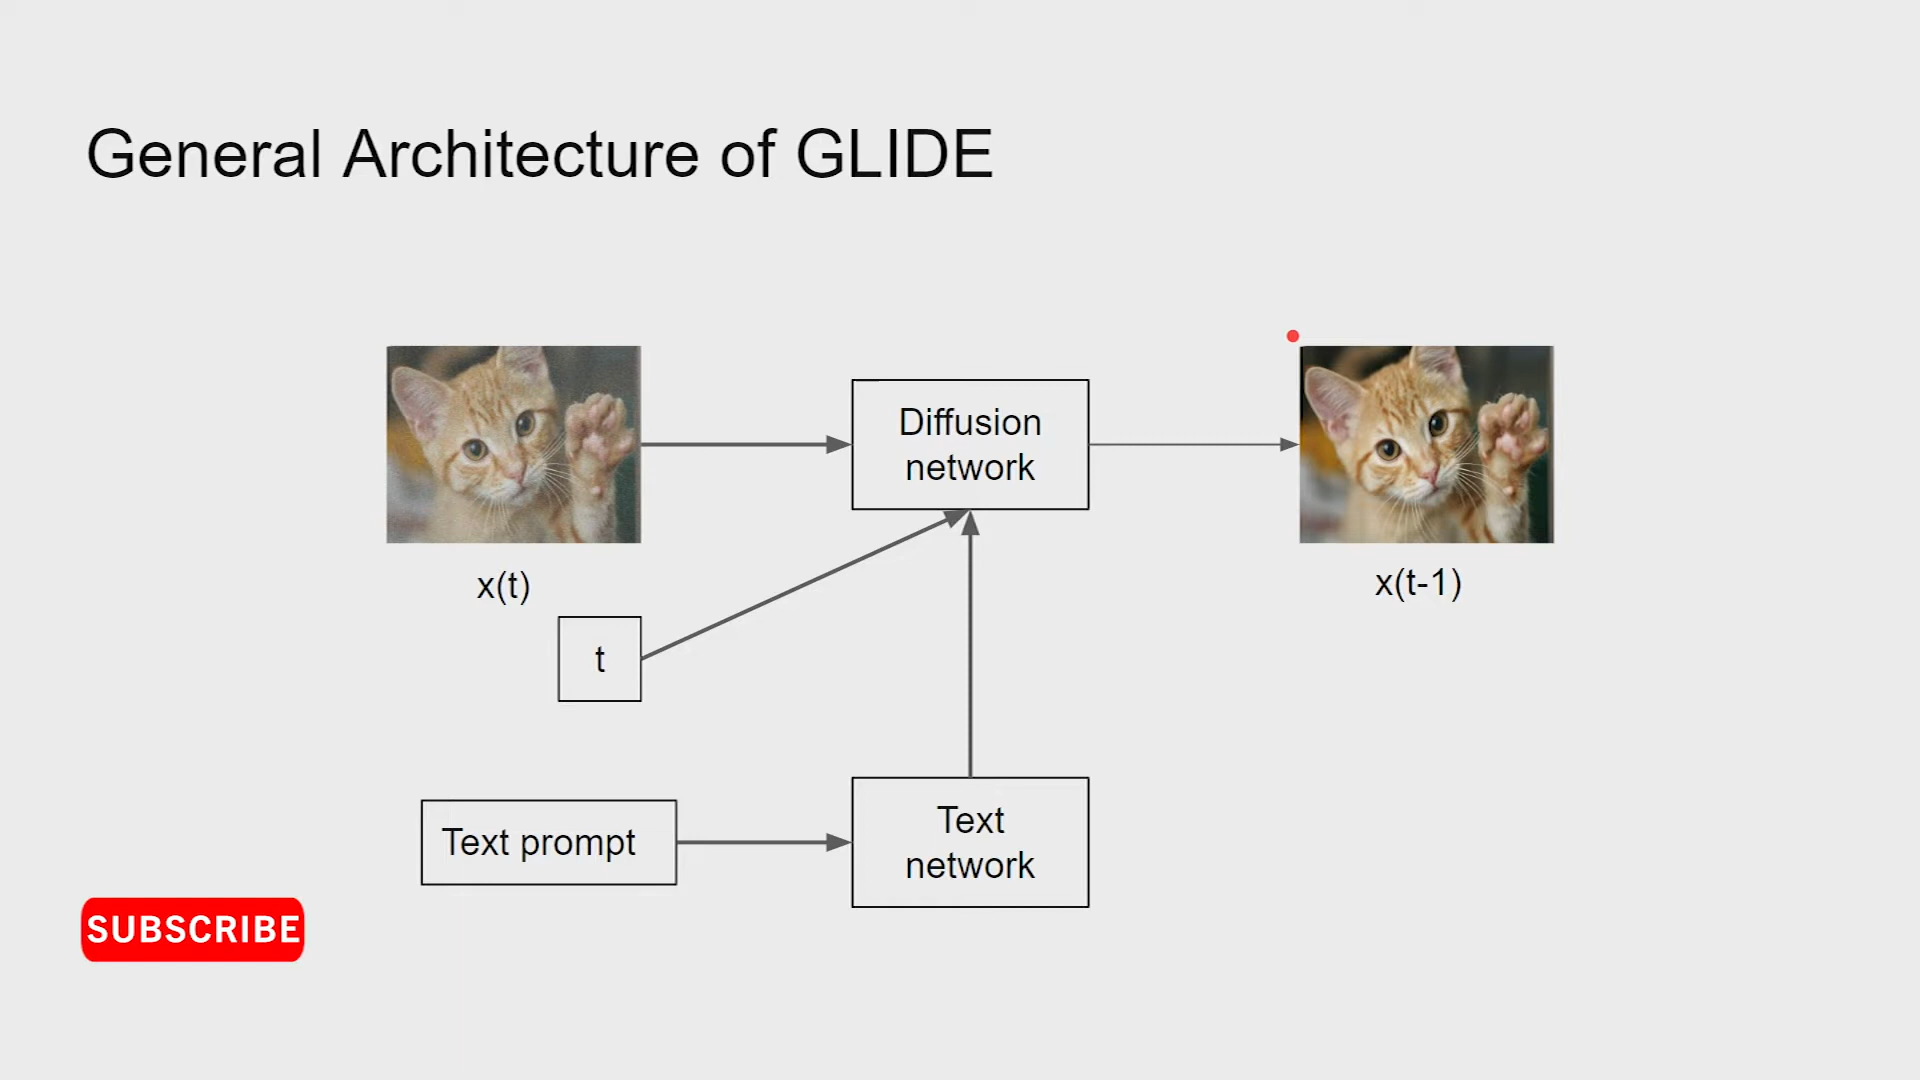 General Architecture of GLIDE
Diffusion
network
x(t)
x(t-1)
t
Text prompt
Text
network
SUBSCRIBE